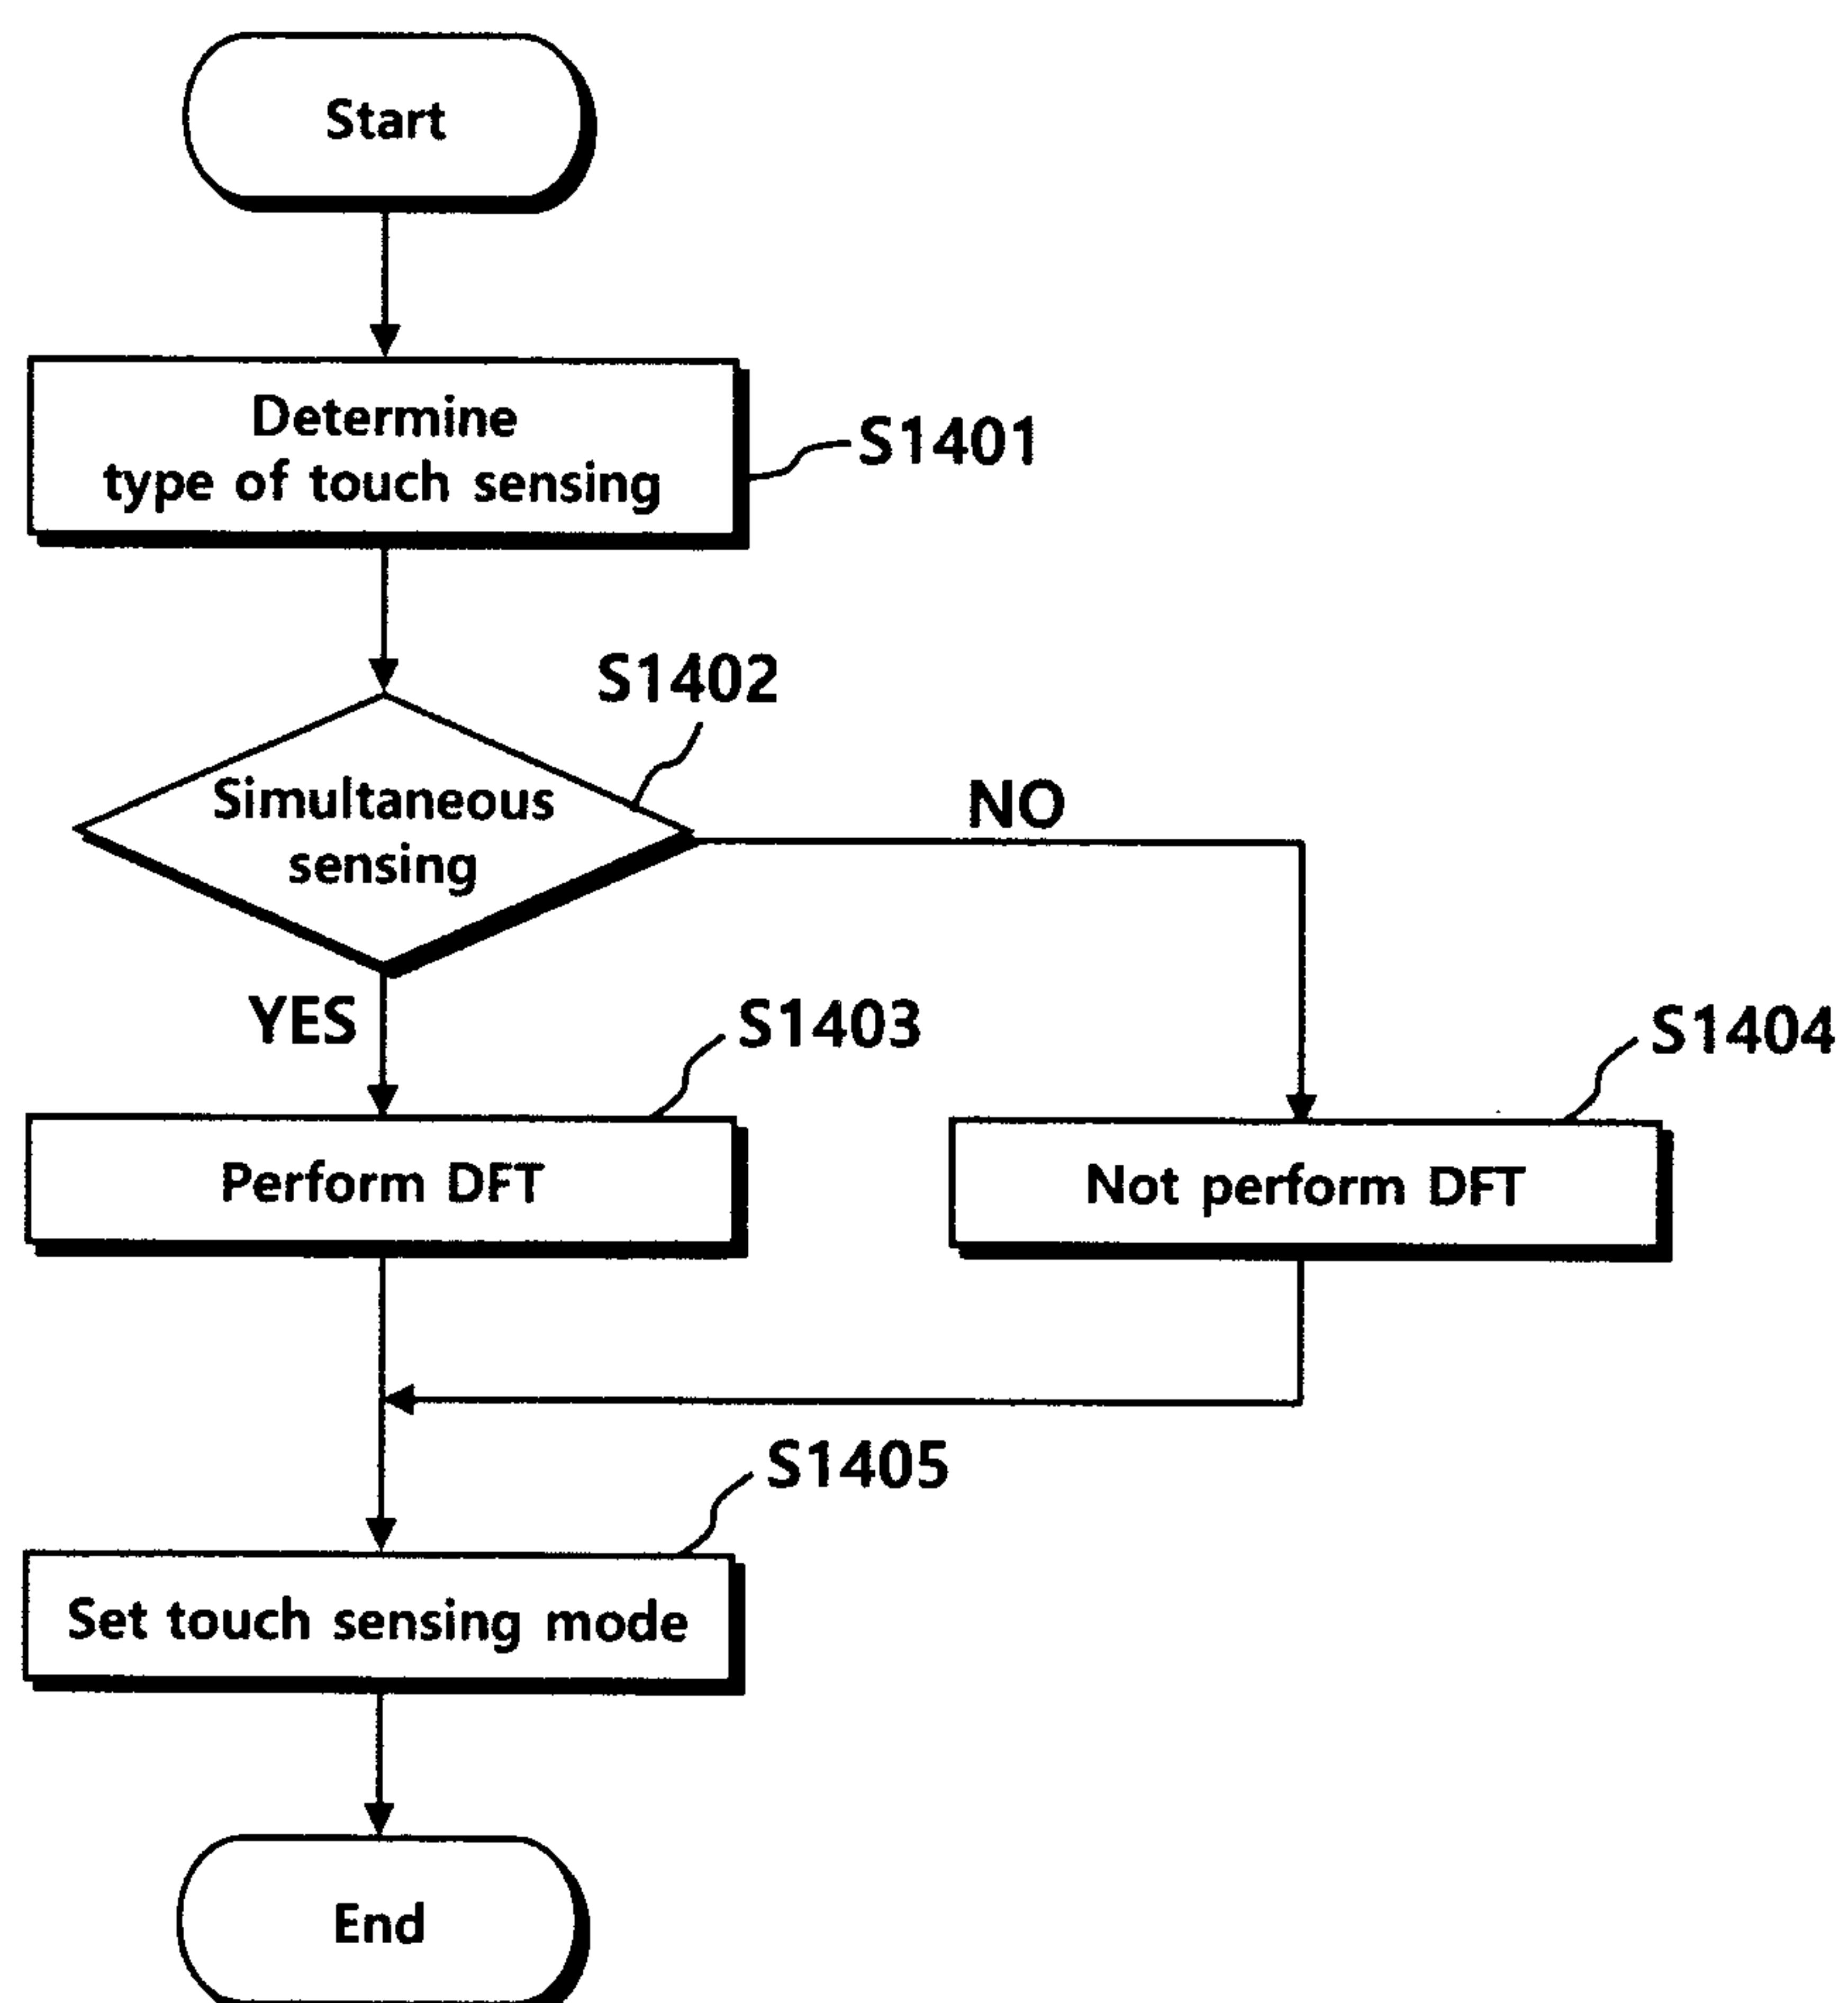 Start
Determine
type of touch sensing
S1401
S1402
Simultaneous
sensing
NO
YES
S1403
S1404
Perform DFT
Not perform DFT
S1405
Set touch sensing mode
End